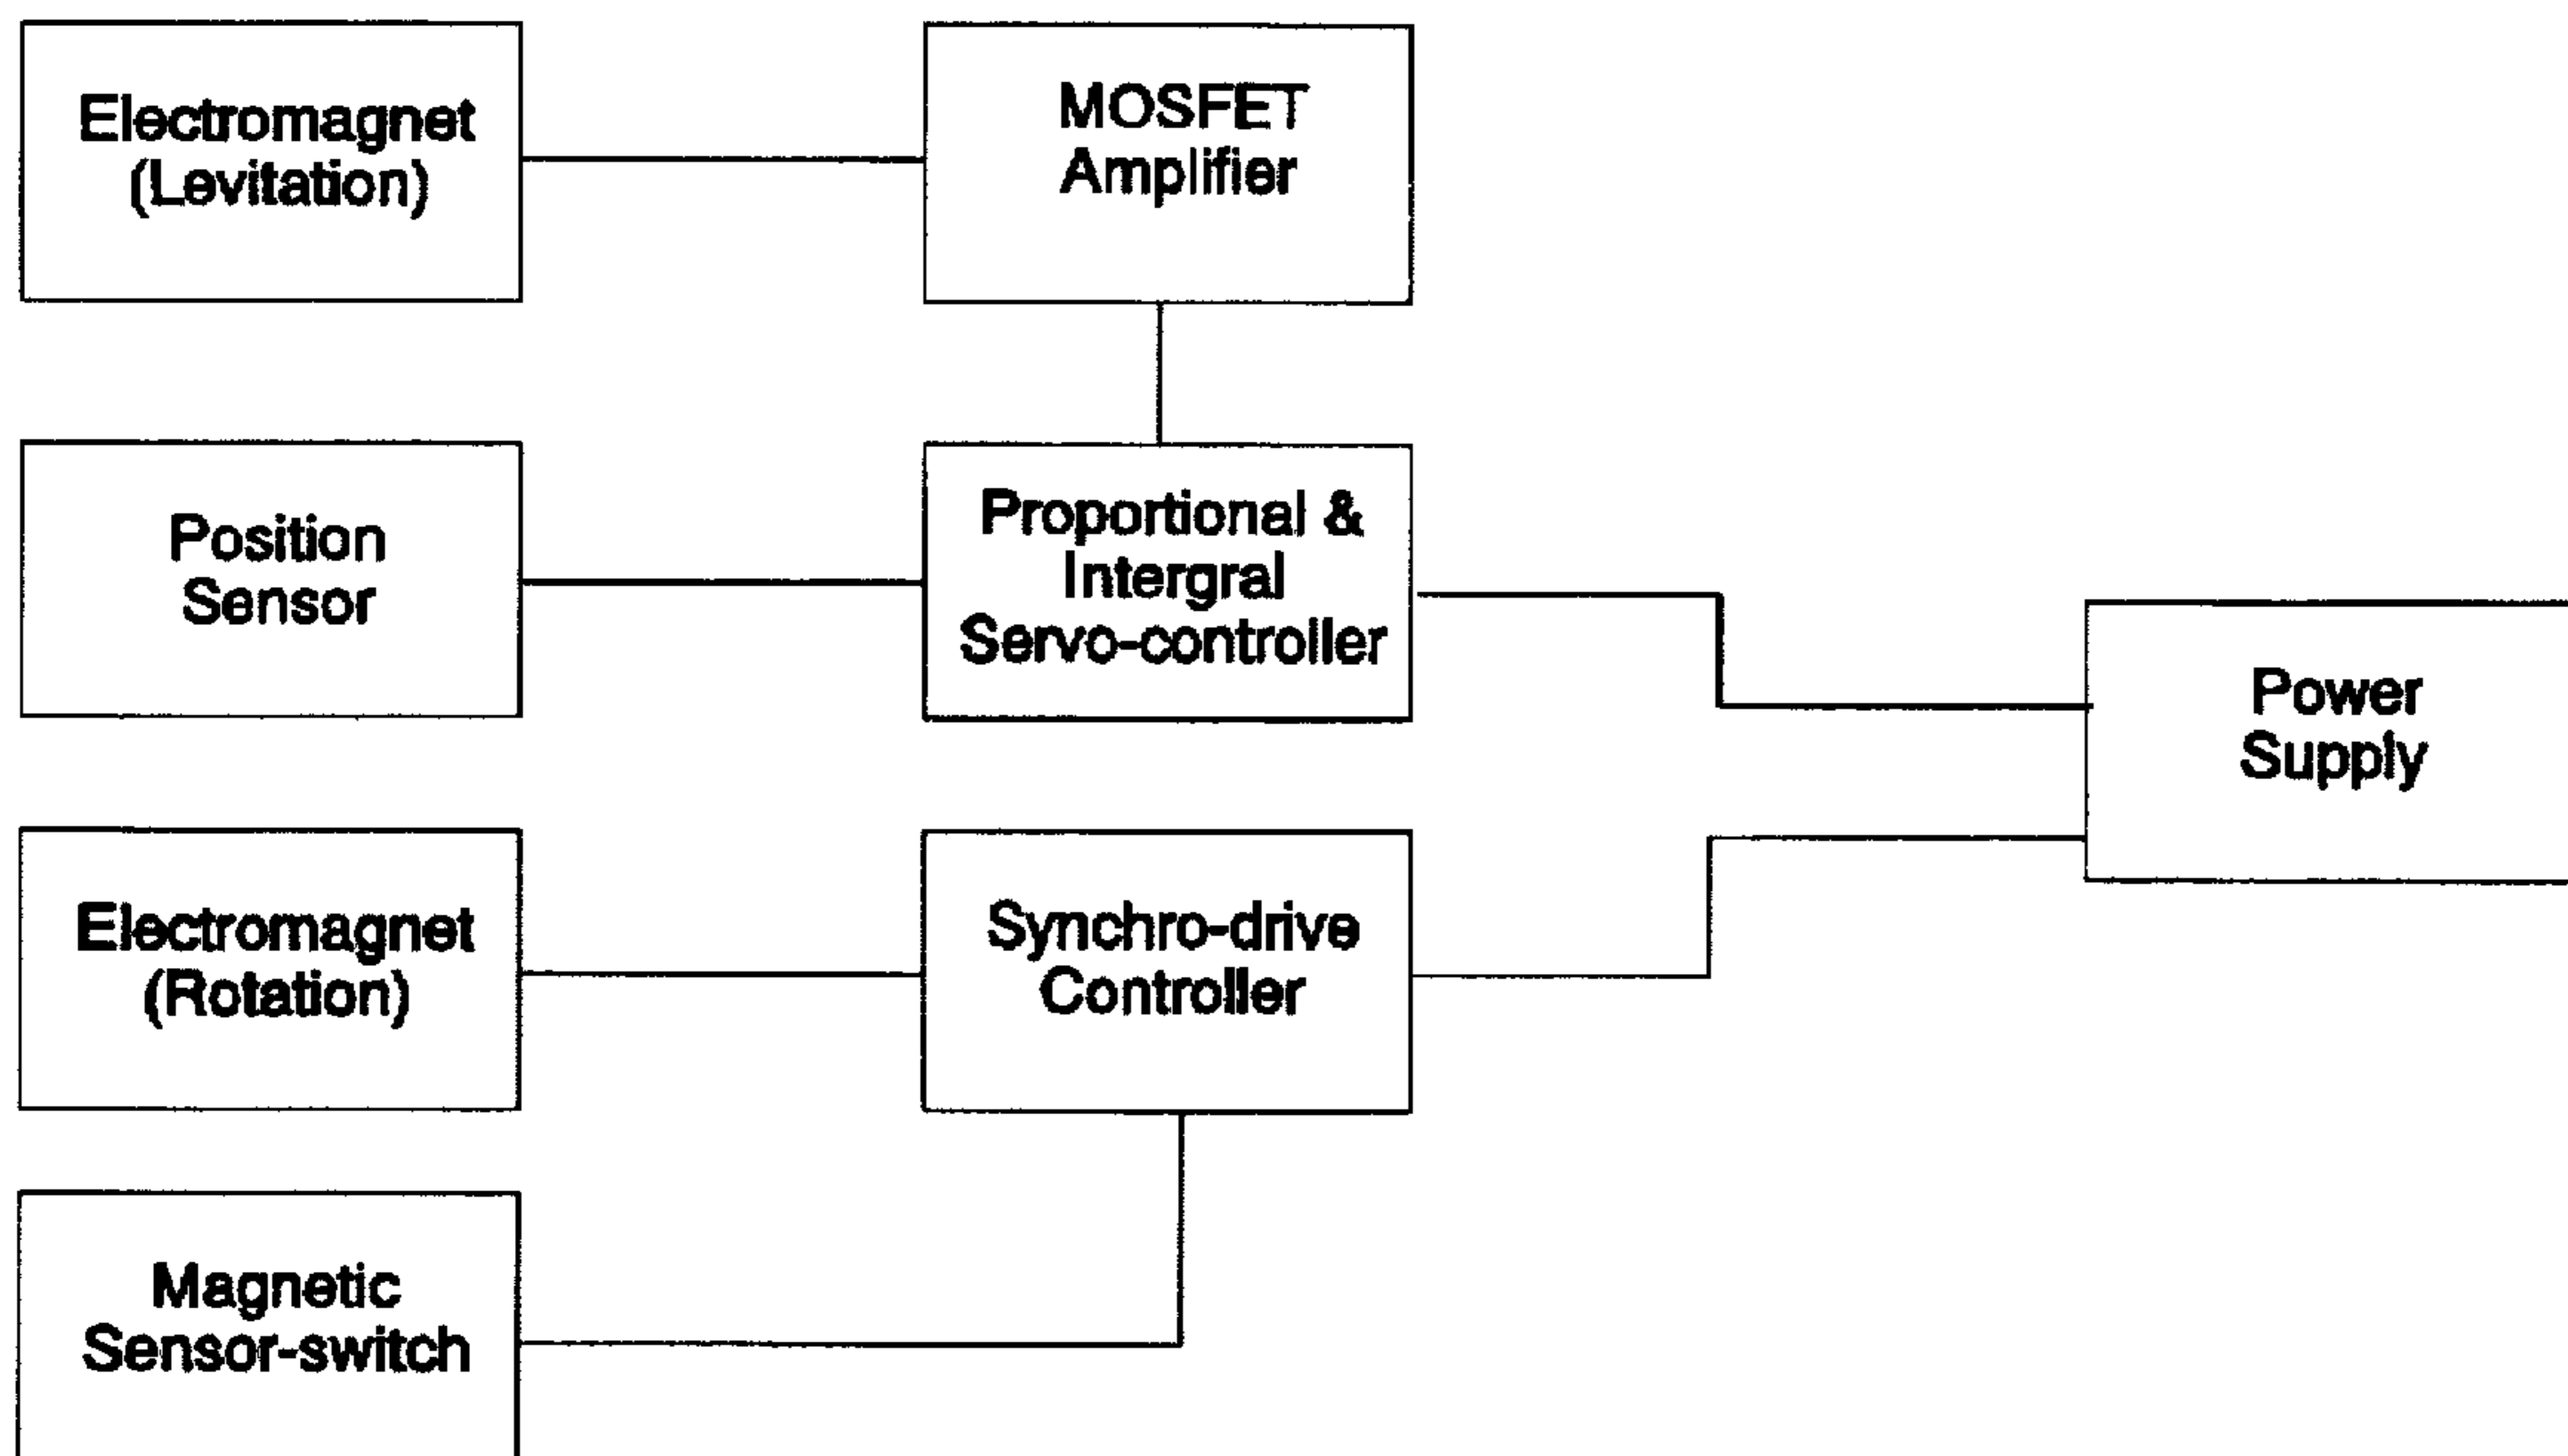 Electromagnet
(Levitation)
MOSFET
Amplifier
Position
Sensor
Proportional &
Intergral
Servo-controller
Power
Supply
Electromagnet
(Rotation)
Synchro-drive
Controller
Magnetic
Sensor-switch